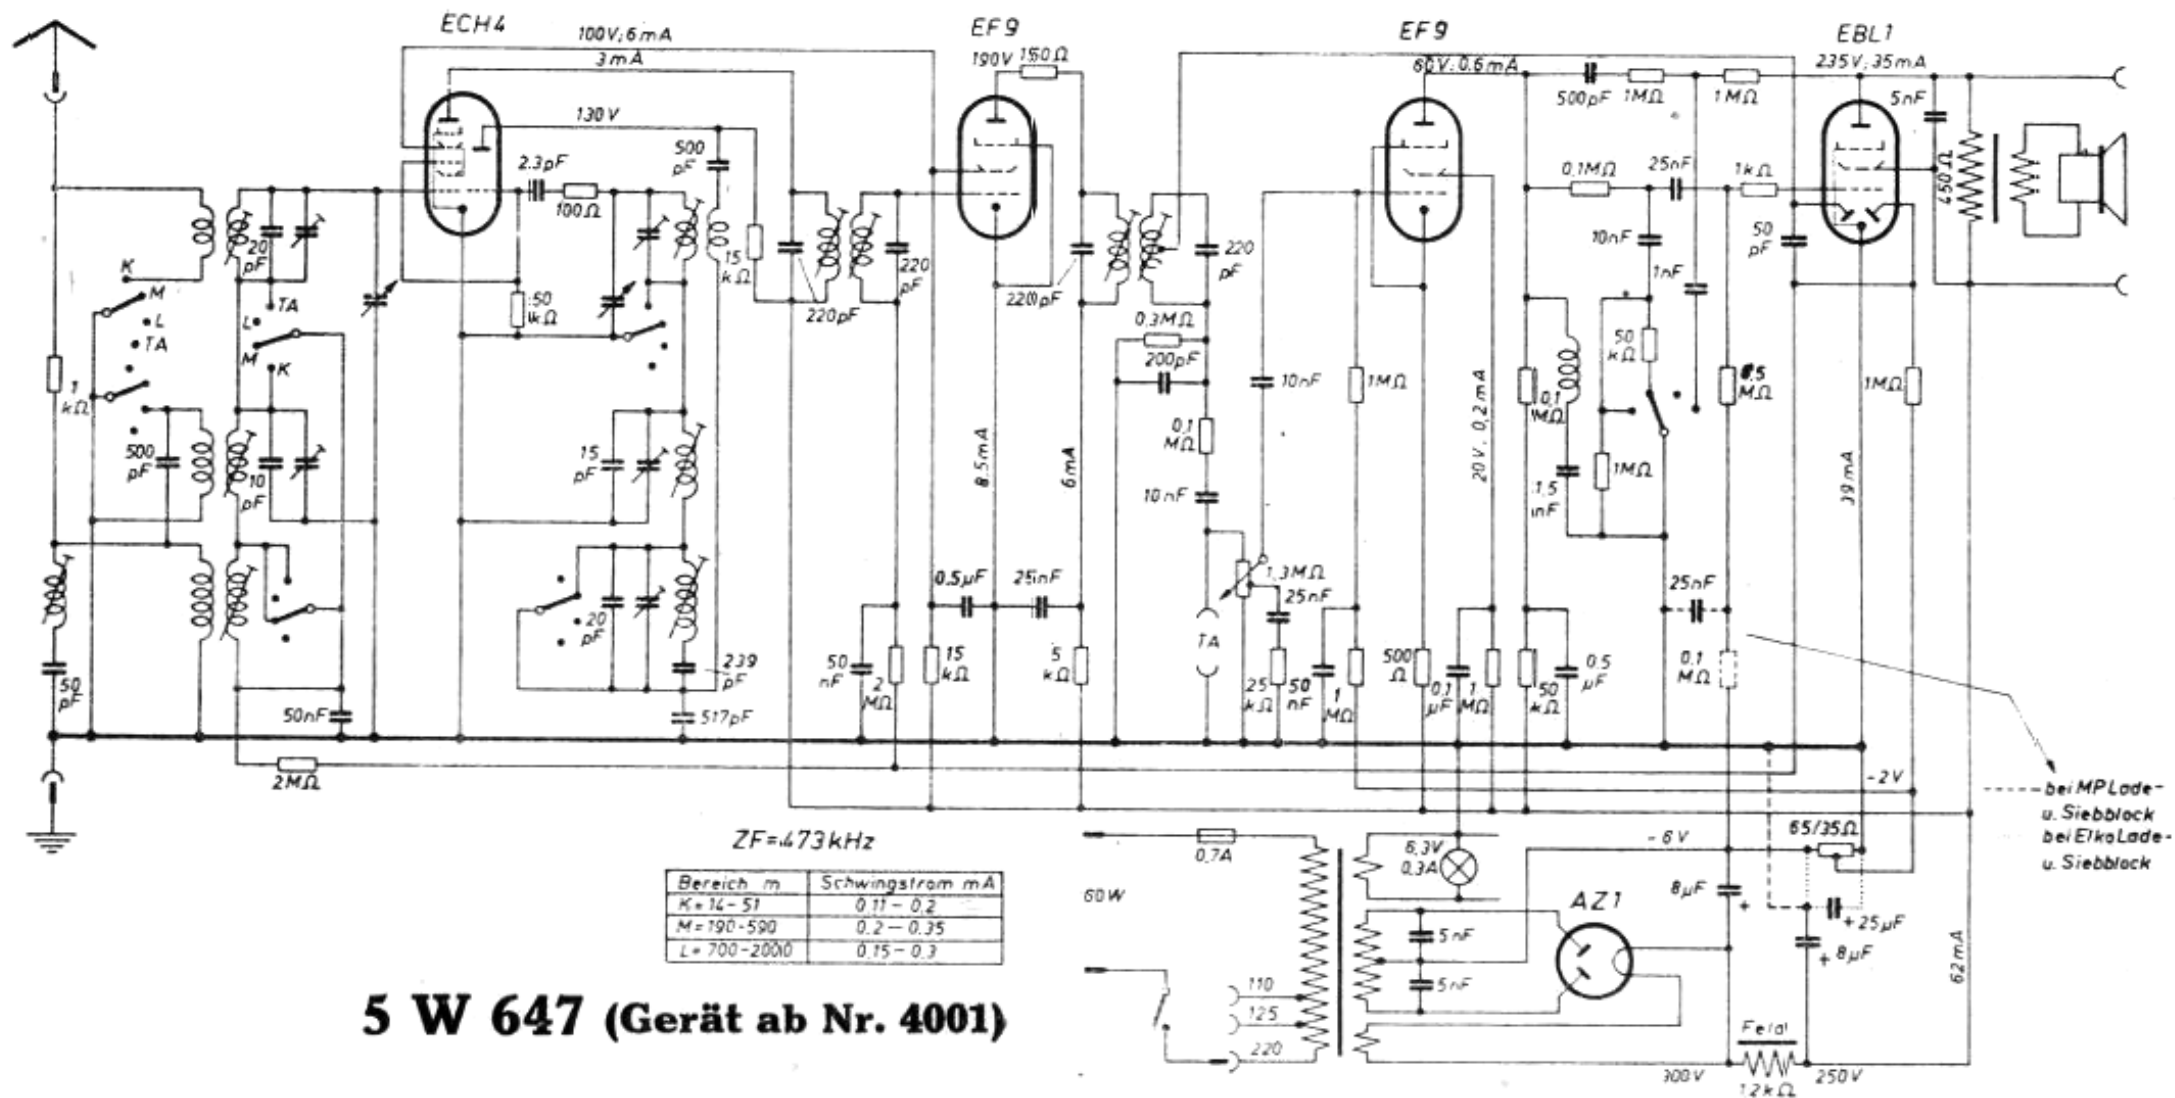 ECH4
EF9
EF9
EBL1
100V; 6mA
3mA
190V 150Ω
60V; 0.6mA
235V; 35mA
130V
500 pF
2.3pF
100Ω
500pF
1MΩ
1MΩ
5nF
450Ω
0,1MΩ
25nF
1kΩ
20 pF
15 kΩ
220 pF
220 pF
10nF
50 pF
K
M
L
TA
TA
L
M
K
50 kΩ
220pF
220pF
1nF
0.3MΩ
200pF
50 kΩ
1 kΩ
10nF
1MΩ
20V; 0,2mA
0,1 MΩ
MΩ
1MΩ
500 pF
10 pF
15 pF
8.5mA
6mA
0,1 MΩ
10nF
1,5 nF
1MΩ
39mA
0.5µF
25nF
1,3MΩ
25nF
25nF
20 pF
TA
50 pF
50nF
239 pF
517pF
50 nF
2 MΩ
15 kΩ
5 kΩ
25 kΩ
50 nF
1 MΩ
500 Ω
0,1 µF
1 MΩ
50 kΩ
0.5 µF
0.1 MΩ
2MΩ
-2V
bei MP Lade-
u. Siebblock
bei Elko Lade-
u. Siebblock
ZF=473kHz
0,7A
6,3V
0.3A
-6V
65/35Ω
Bereich m Schwingstrom mA
K=14-51 0,11-0,2
M=190-590 0,2-0,35
L=700-2000 0,15-0,3
60W
8µF
+
AZ1
+25µF
5nF
+ 8µF
62mA
5nF
110
125
220
5 W 647 (Gerät ab Nr. 4001)
Feld
300V
1,2kΩ
250V